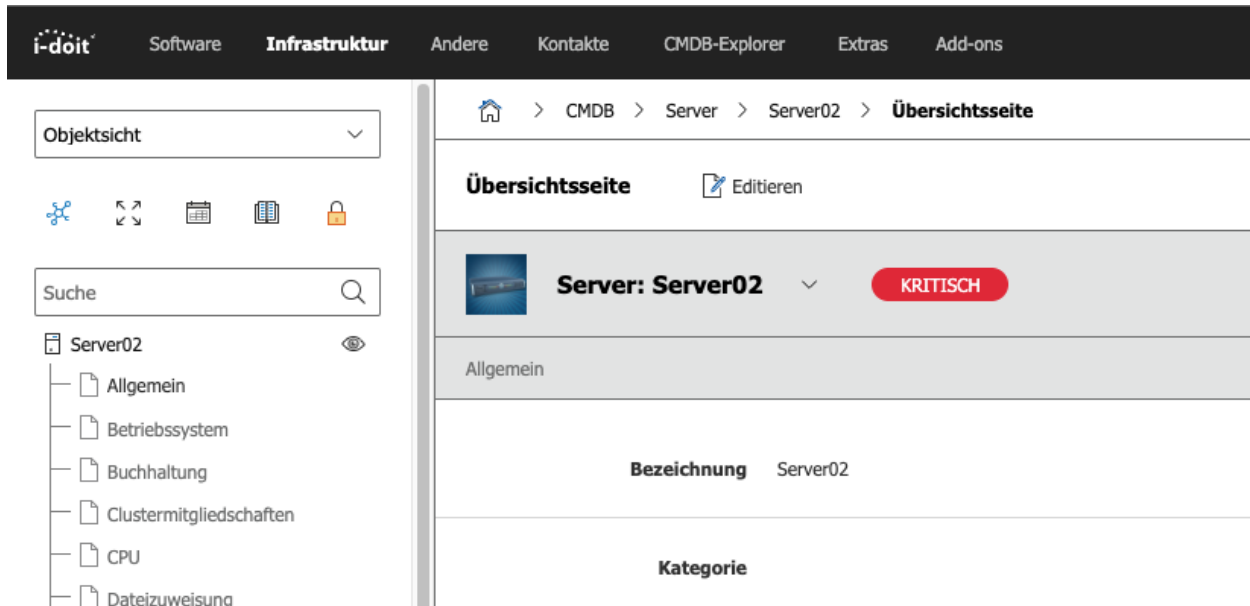 i-doit Software Infrastruktur Andere Kontakte CMDB-Explorer Extras Add-ons
Objektsicht
Suche
Server02
Allgemein
Betriebssystem
Buchhaltung
Clustermitgliedschaften
CPU
Dateizuweisung
> CMDB > Server > Server02 > Übersichtsseite
Übersichtsseite Editieren
Server: Server02 KRITISCH
Allgemein
Bezeichnung Server02
Kategorie